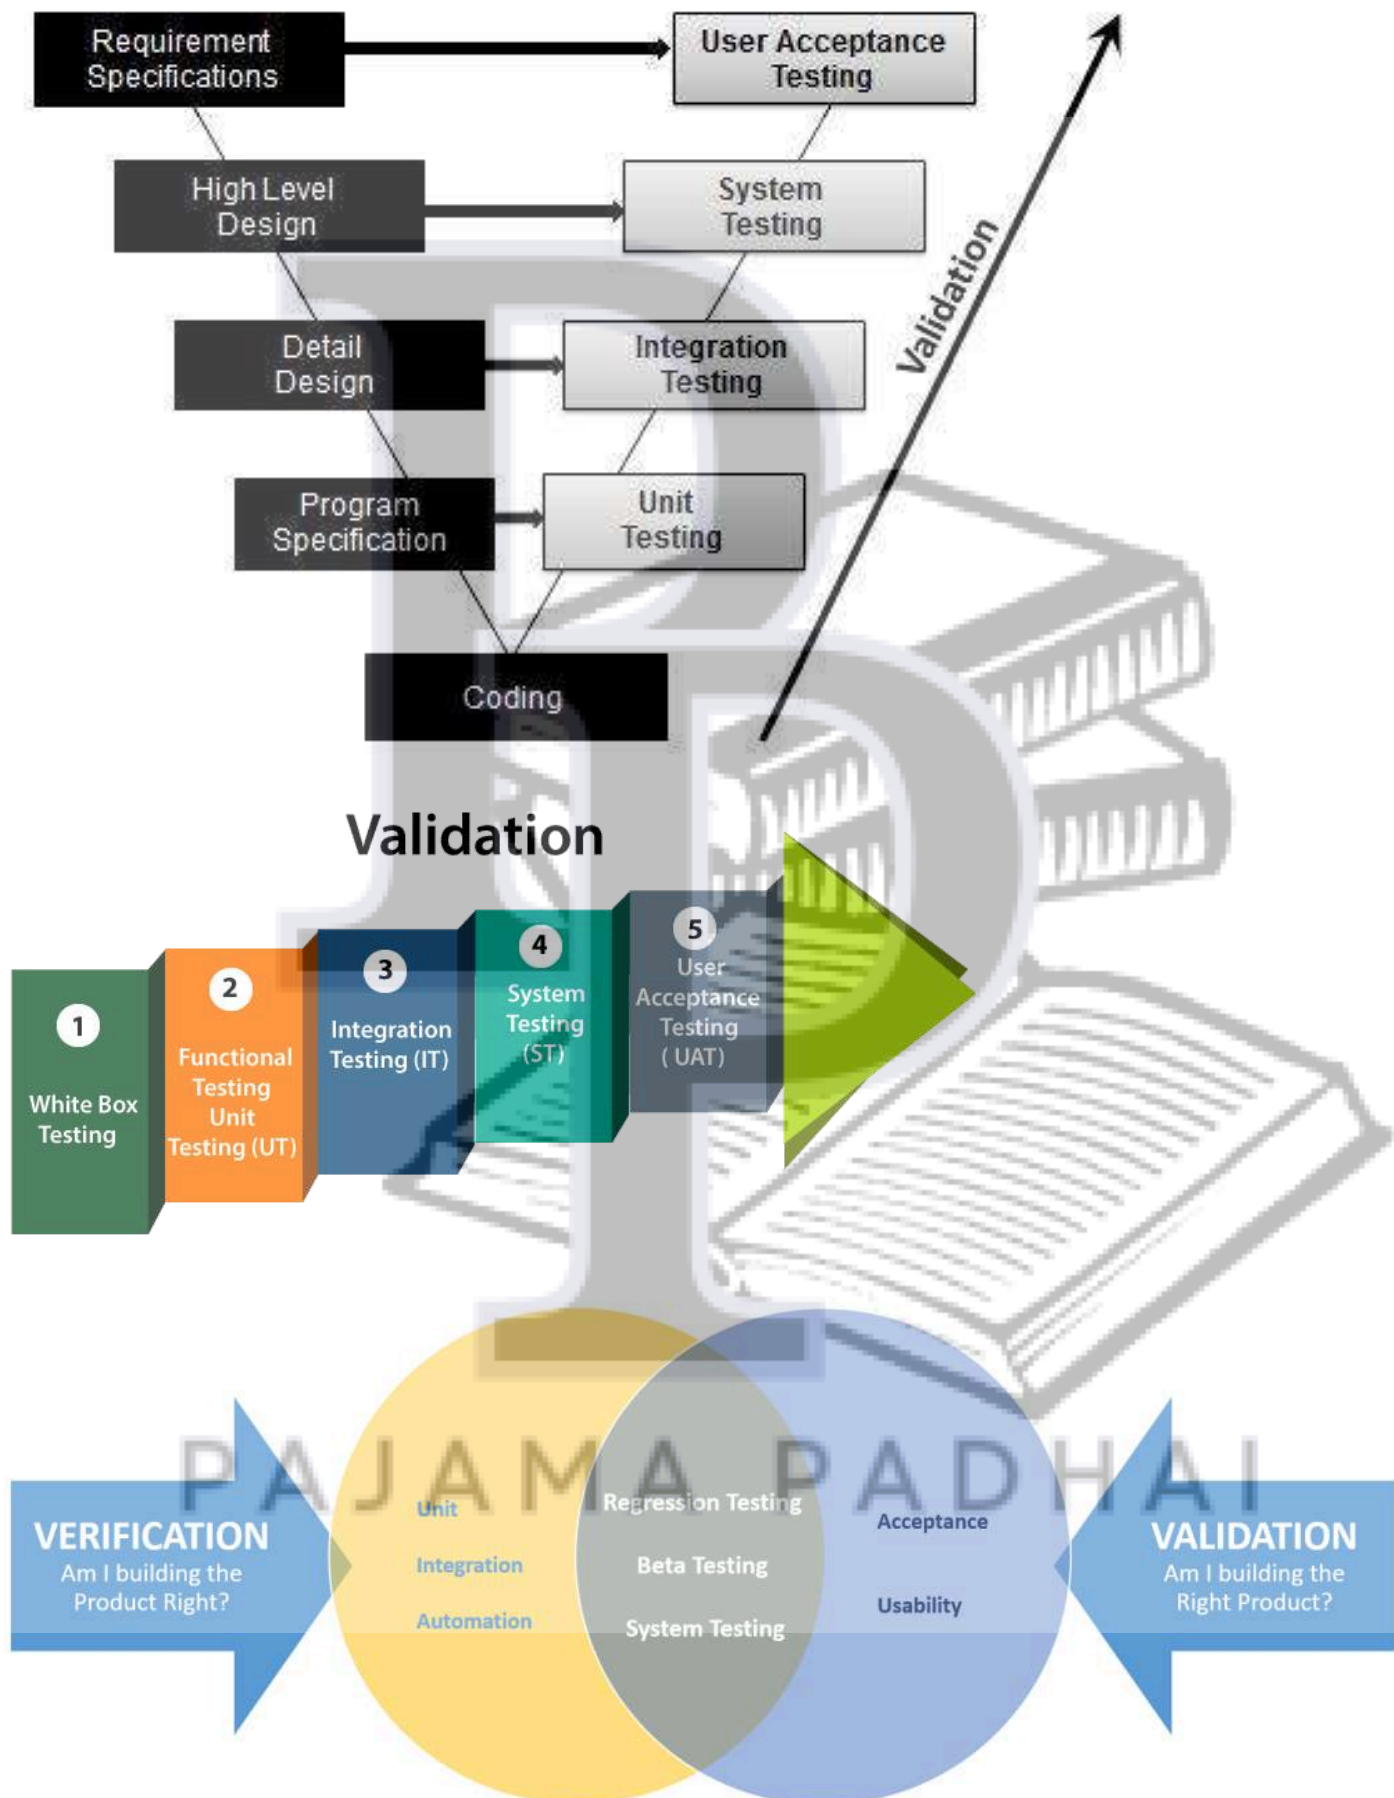 Requirement
Specifications
User Acceptance
Testing
High Level
Design
System
Testing
Detail
Design
Integration
Testing
Program
Specification
Unit
Testing
Coding
Validation
Validation
1
White Box
Testing
2
Functional
Testing
Unit
Testing (UT)
3
Integration
Testing (IT)
4
System
Testing
(ST)
5
User
Acceptance
Testing
( UAT)
PAJAMA PADHAI
VERIFICATION
Am I building the
Product Right?
Unit
Integration
Automation
Regression Testing
Beta Testing
System Testing
Acceptance
Usability
VALIDATION
Am I building the
Right Product?